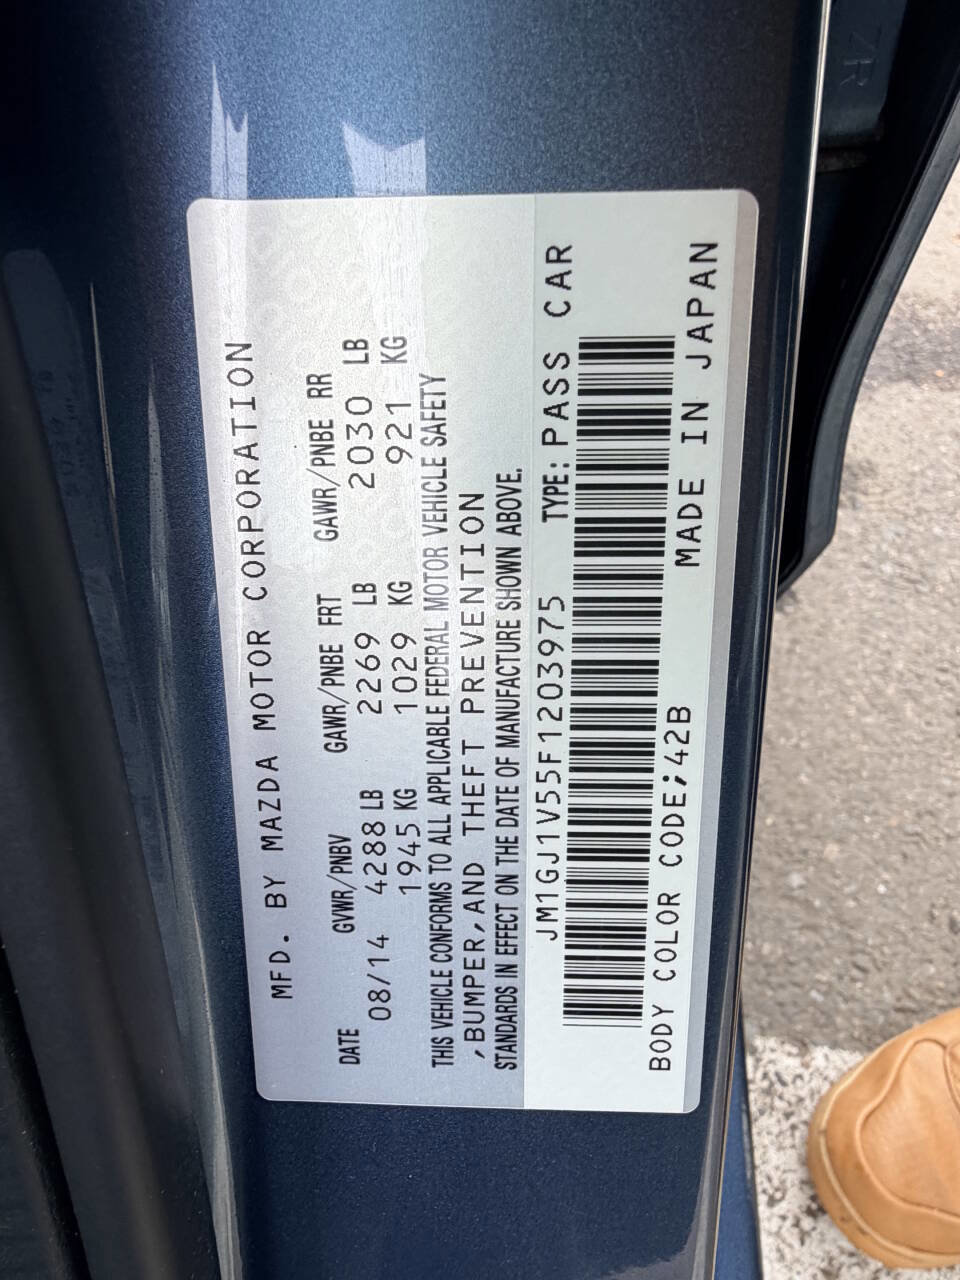 MFD. BY MAZDA MOTOR CORPORATION
DATE GVWR/PNBV GAWR/PNBE FRT GAWR/PNBE RR
08/14 4288 LB 2269 LB 2030 LB
1945 KG 1029 KG 921 KG
THIS VEHICLE CONFORMS TO ALL APPLICABLE FEDERAL MOTOR VEHICLE SAFETY
,BUMPER,AND THEFT PREVENTION
STANDARDS IN EFFECT ON THE DATE OF MANUFACTURE SHOWN ABOVE.
JM1GJ1V55F1203975 TYPE: PASS CAR
BODY COLOR CODE;42B MADE IN JAPAN